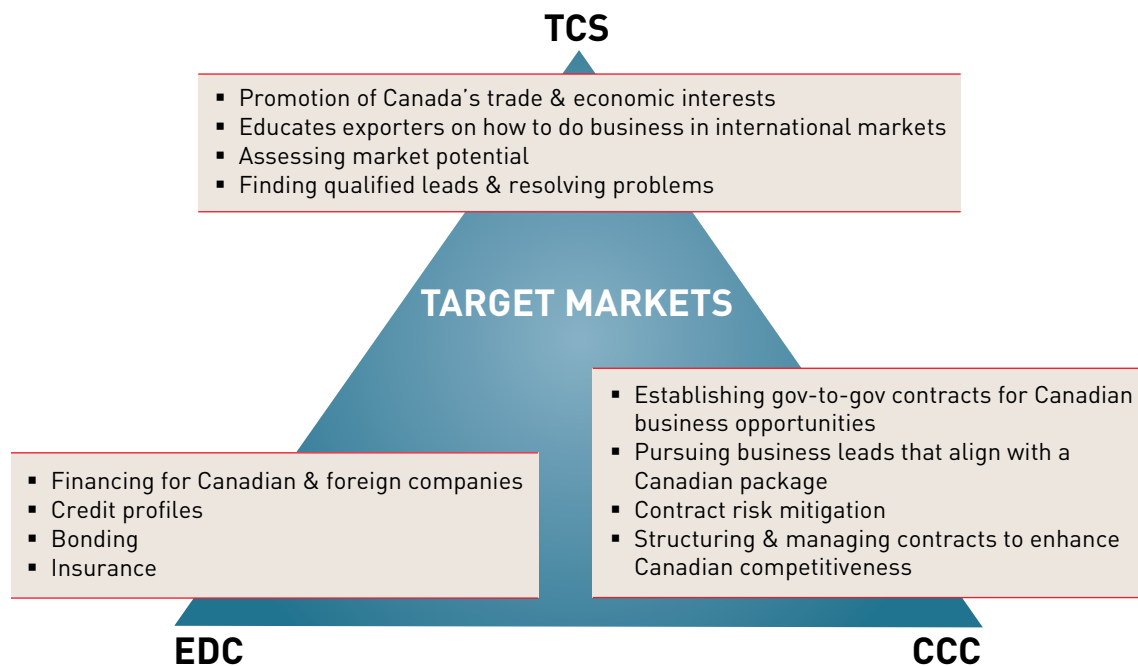 TCS
▪ Promotion of Canada’s trade & economic interests
▪ Educates exporters on how to do business in international markets
▪ Assessing market potential
▪ Finding qualified leads & resolving problems
TARGET MARKETS
▪ Establishing gov-to-gov contracts for Canadian
business opportunities
▪ Pursuing business leads that align with a
Canadian package
▪ Contract risk mitigation
▪ Structuring & managing contracts to enhance
Canadian competitiveness
▪ Financing for Canadian & foreign companies
▪ Credit profiles
▪ Bonding
▪ Insurance
EDC
CCC